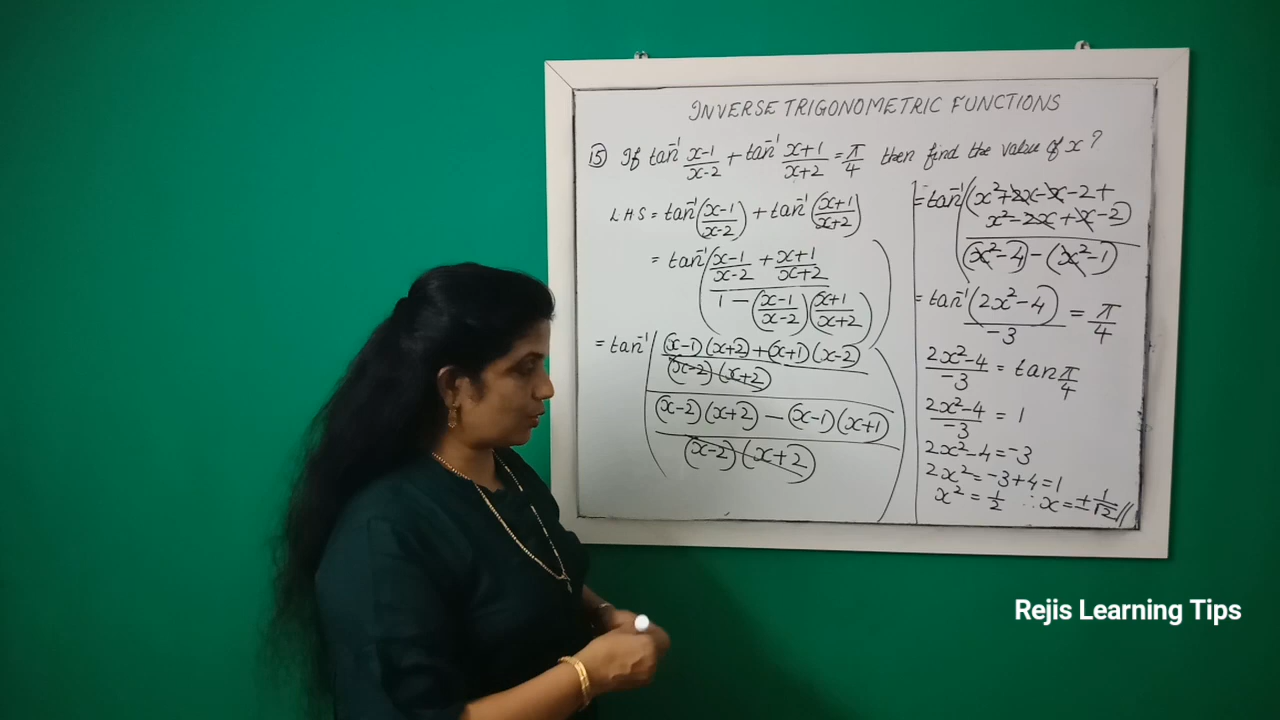 INVERSE TRIGONOMETRIC FUNCTIONS
15) If tan⁻¹ (x-1)/(x-2) + tan⁻¹ (x+1)/(x+2) = π/4 then find the value of x?
LHS = tan⁻¹((x-1)/(x-2)) + tan⁻¹((x+1)/(x+2))
= tan⁻¹(((x-1)/(x-2) + (x+1)/(x+2)) / (1 - ((x-1)/(x-2))((x+1)/(x+2))))
= tan⁻¹(((x-1)(x+2) + (x+1)(x-2)) / (x-2)(x+2)
(x-2)(x+2) - (x-1)(x+1) / (x-2)(x+2))
= tan⁻¹((x²+2x-x-2+
x²-2x+x-2)
/ (x²-4) - (x²-1)
= tan⁻¹(2x²-4)/-3 = π/4
(2x²-4)/-3 = tan π/4
(2x²-4)/-3 = 1
2x²-4 = -3
2x² = -3+4 = 1
x² = 1/2 ∴ x = ±1/√2 //
Rejis Learning Tips